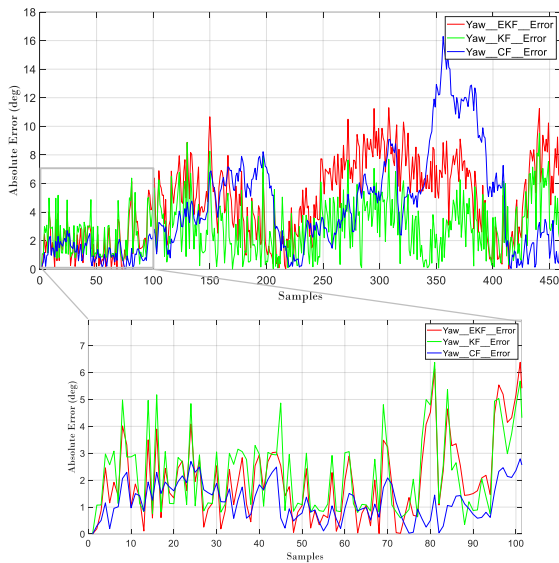 18
16
14
12
10
8
6
4
2
0
Absolute Error (deg)
Yaw__EKF__Error
Yaw__KF__Error
Yaw__CF__Error
0 50 100 150 200 250 300 350 400 450
Samples
7
6
5
4
3
2
1
0
Absolute Error (deg)
Yaw__EKF__Error
Yaw__KF__Error
Yaw__CF__Error
0 10 20 30 40 50 60 70 80 90 100
Samples